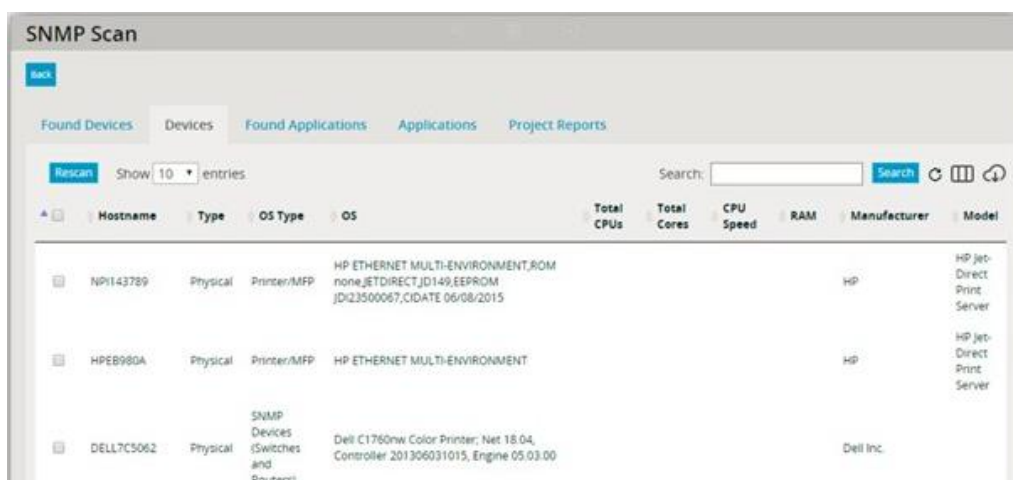 SNMP Scan
Back
Found Devices Devices Found Applications Applications Project Reports
Rescan Show 10 entries Search: Search
Hostname Type OS Type OS Total CPUs Total Cores CPU Speed RAM Manufacturer Model
NPI143789 Physical Printer/MFP
HP ETHERNET MULTI-ENVIRONMENT,ROM
none,JETDIRECT,JD149,EEPROM
JDI23500067,CIDATE 06/08/2015
HP
HP Jet-
Direct
Print
Server
HPEB980A Physical Printer/MFP HP ETHERNET MULTI-ENVIRONMENT HP
HP Jet-
Direct
Print
Server
DELL7C5062 Physical
SNMP
Devices
(Switches
and
Routers)
Dell C1760nw Color Printer; Net 18.04,
Controller 201306031015, Engine 05.03.00
Dell Inc.